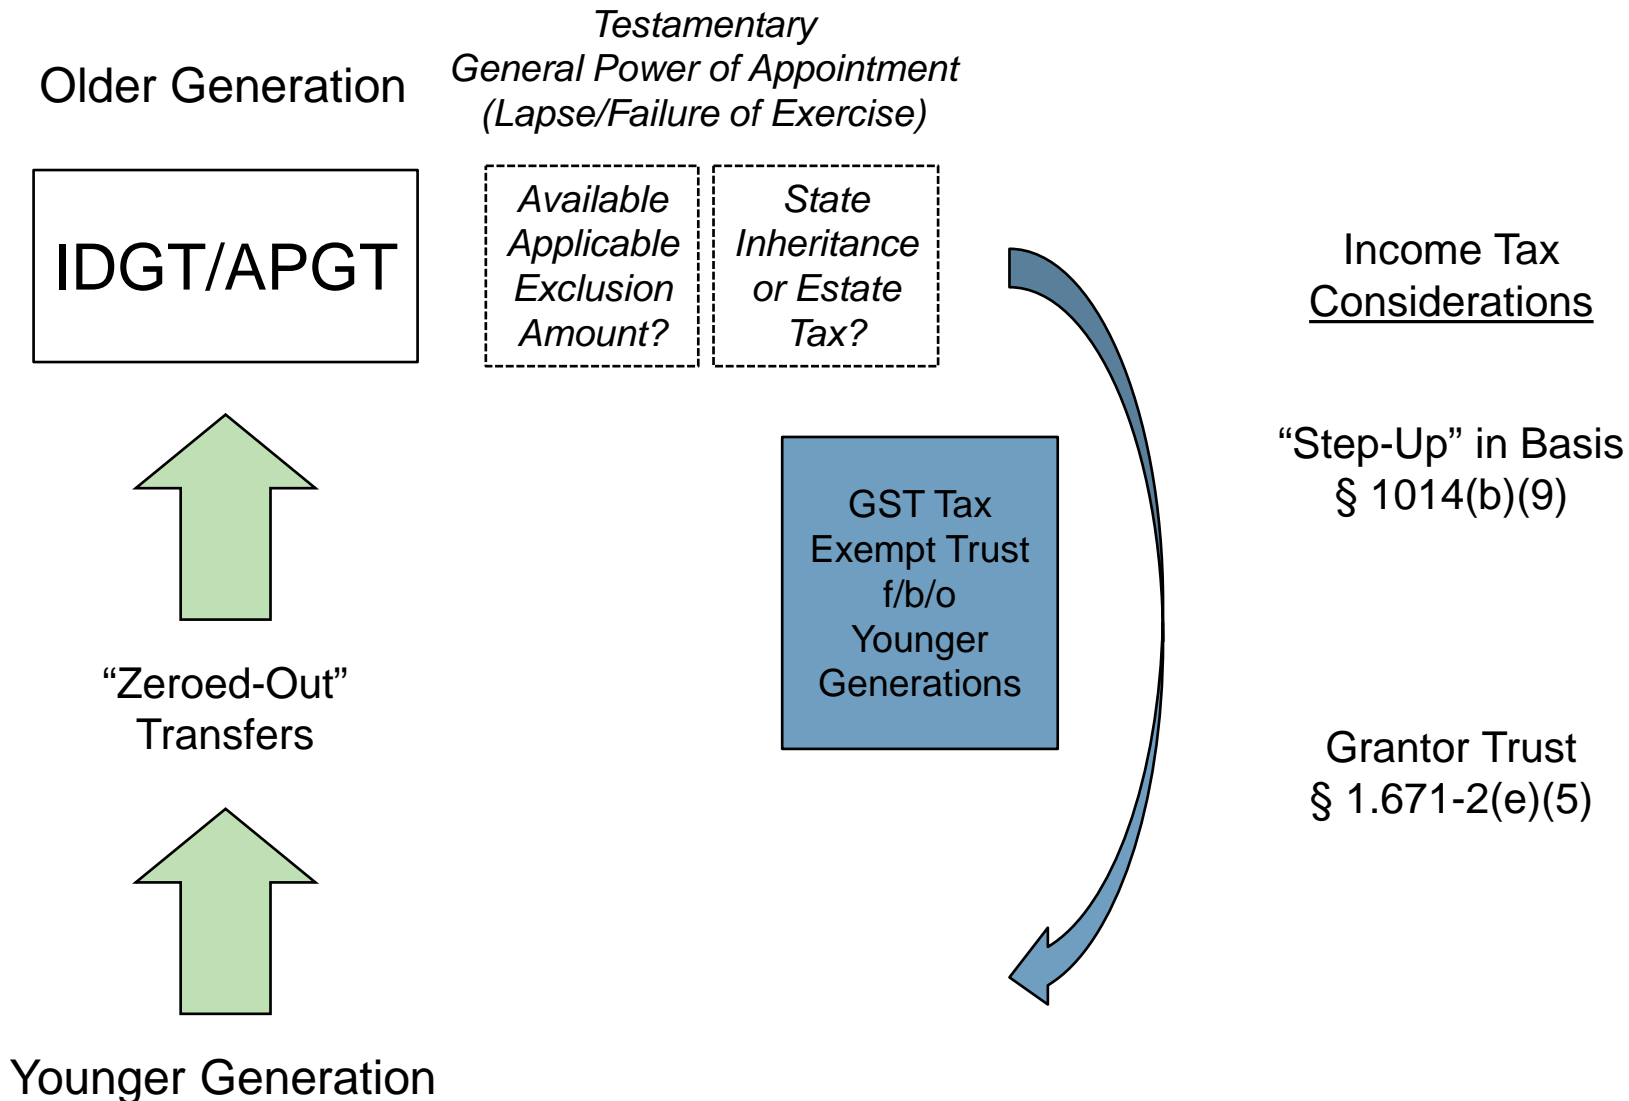 Testamentary
General Power of Appointment
(Lapse/Failure of Exercise)
Older Generation
IDGT/APGT
Available
Applicable
Exclusion
Amount?
State
Inheritance
or Estate
Tax?
Income Tax
Considerations
“Step-Up” in Basis
§ 1014(b)(9)
GST Tax
Exempt Trust
f/b/o
Younger
Generations
“Zeroed-Out”
Transfers
Grantor Trust
§ 1.671-2(e)(5)
Younger Generation